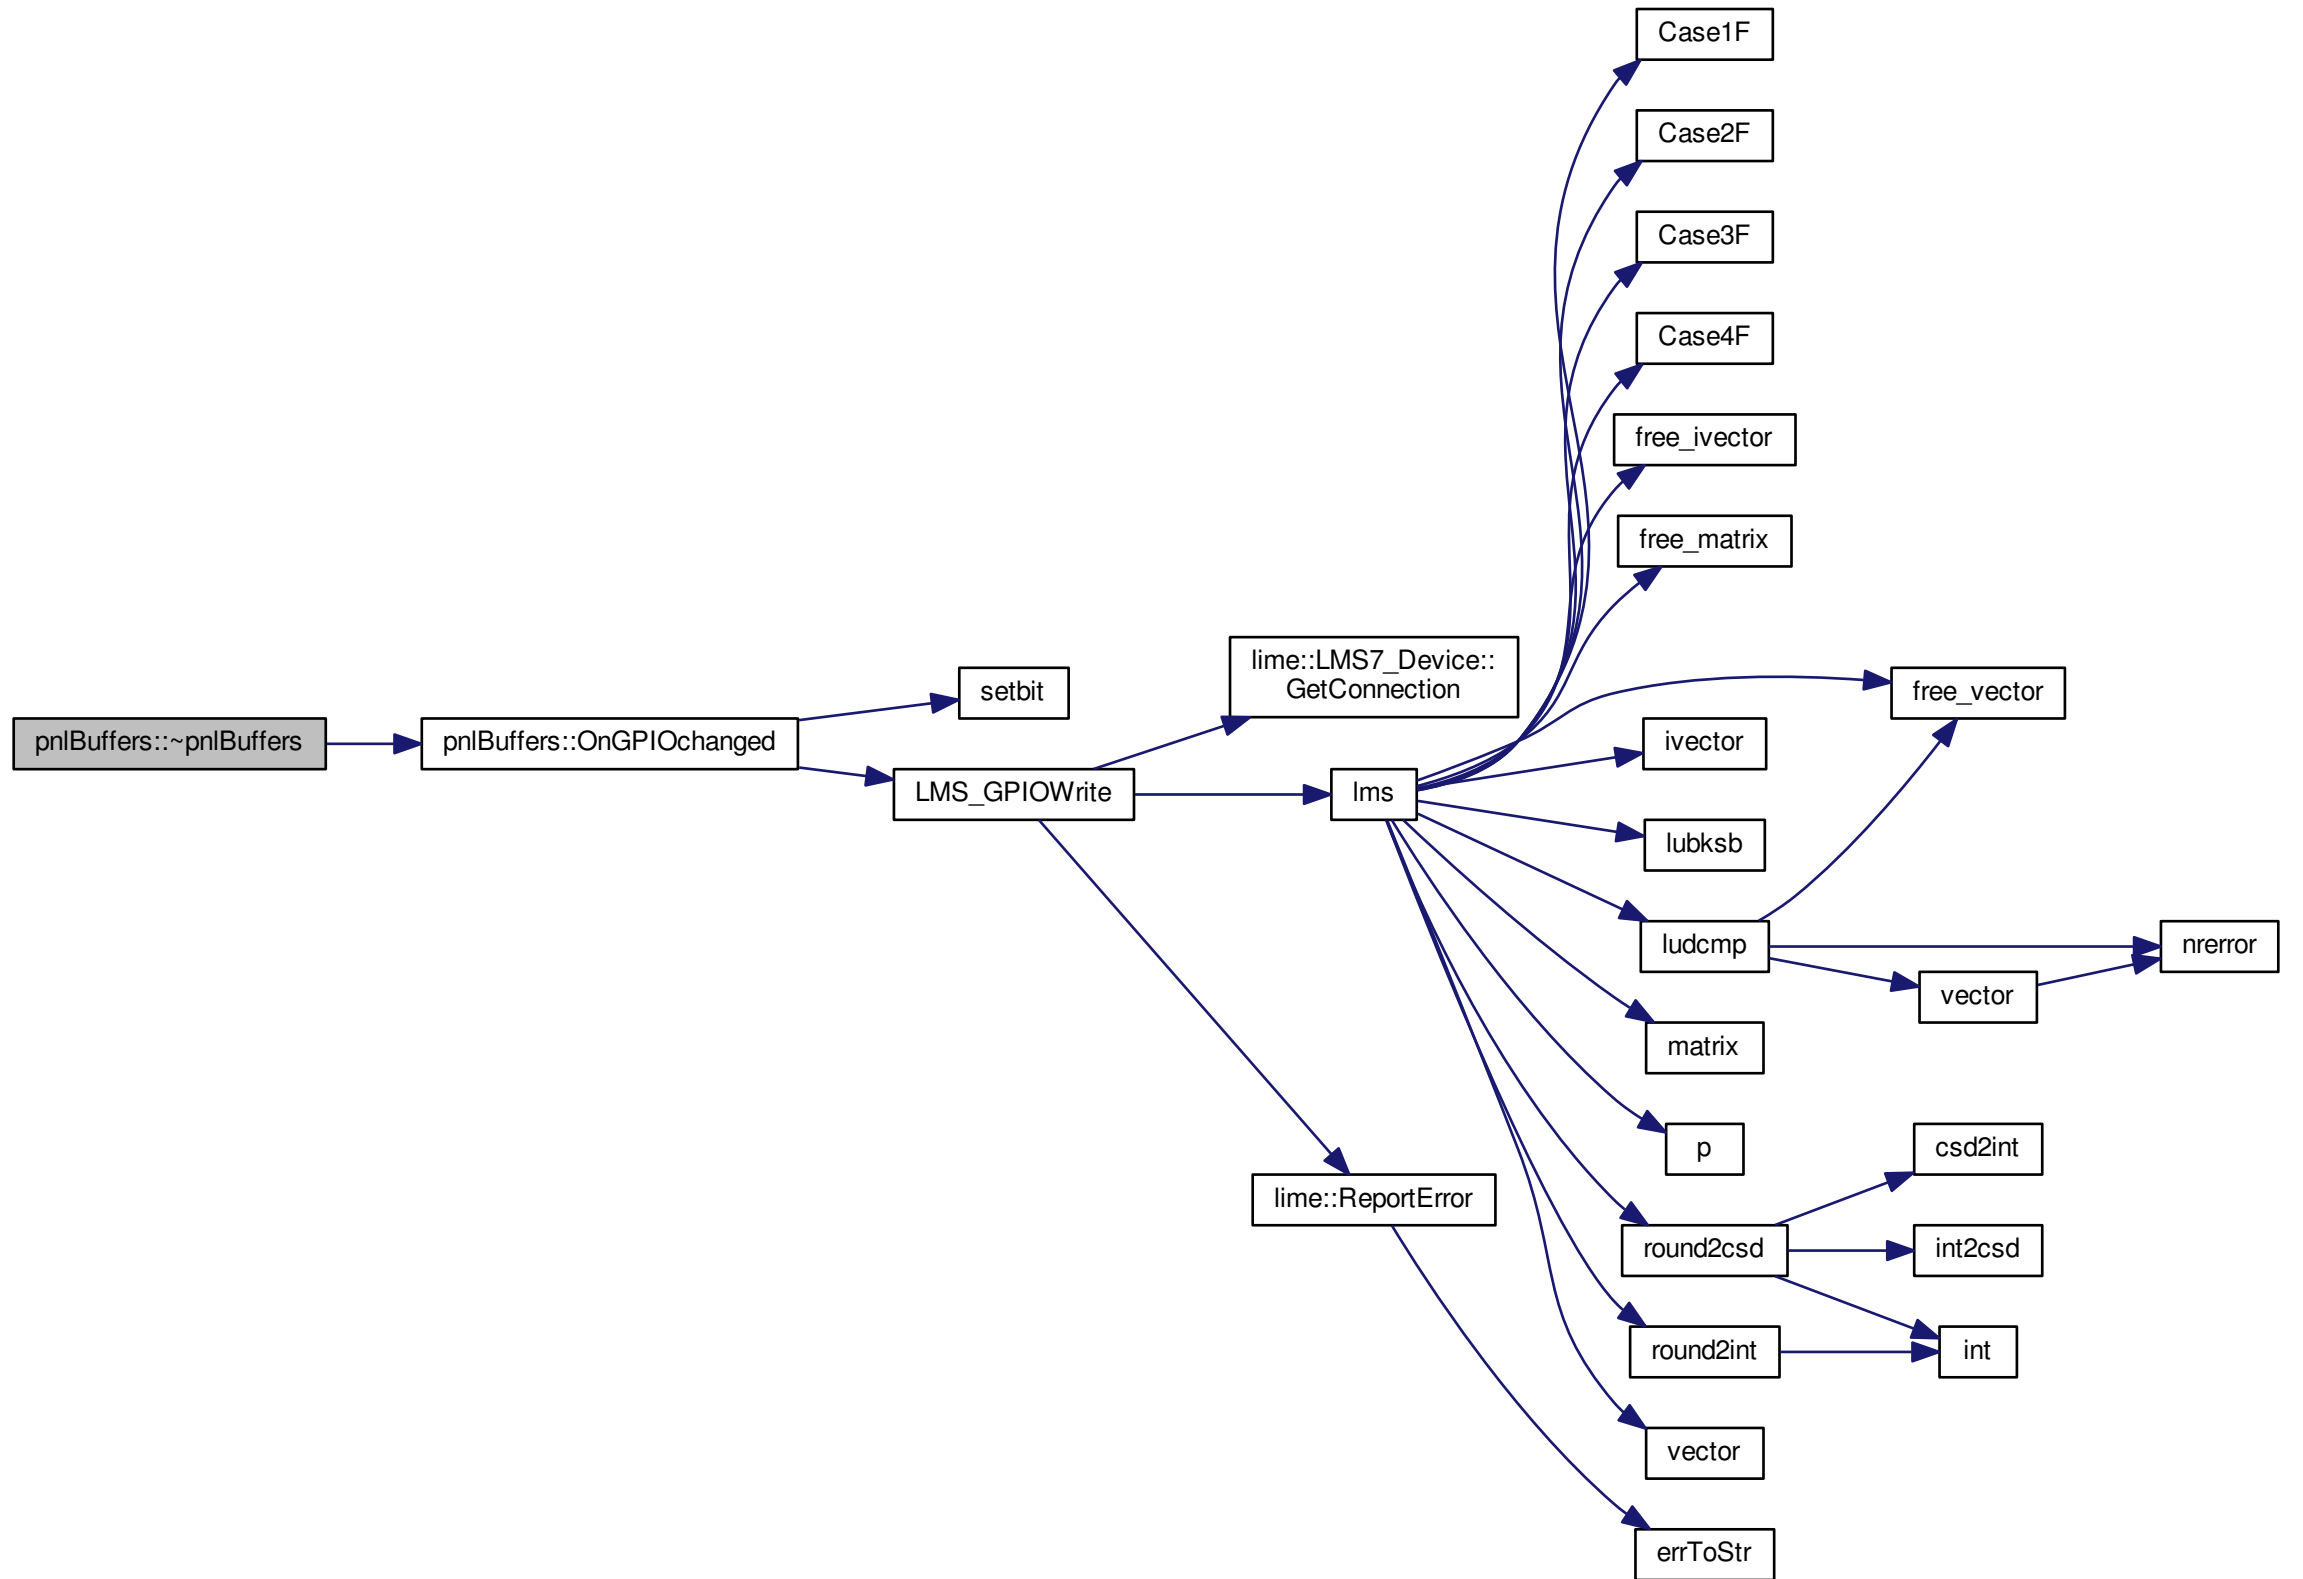 Case1F
Case2F
Case3F
Case4F
free_ivector
free_matrix
lime::LMS7_Device::
GetConnection
setbit
free_vector
pnlBuffers::~pnlBuffers
pnlBuffers::OnGPIOchanged
ivector
LMS_GPIOWrite
lms
lubksb
ludcmp
nrerror
vector
matrix
p
csd2int
lime::ReportError
round2csd
int2csd
round2int
int
vector
errToStr